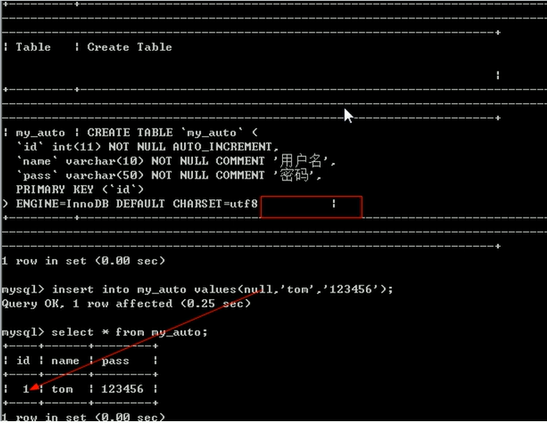 | Table | Create Table
|
| my_auto | CREATE TABLE `my_auto` (
`id` int(11) NOT NULL AUTO_INCREMENT,
`name` varchar(10) NOT NULL COMMENT '用户名',
`pass` varchar(50) NOT NULL COMMENT '密码',
PRIMARY KEY (`id`)
) ENGINE=InnoDB DEFAULT CHARSET=utf8 |
1 row in set (0.00 sec)
mysql> insert into my_auto values(null,'tom','123456');
Query OK, 1 row affected (0.25 sec)
mysql> select * from my_auto;
| id | name | pass |
| 1 | tom | 123456 |
1 row in set (0.00 sec)